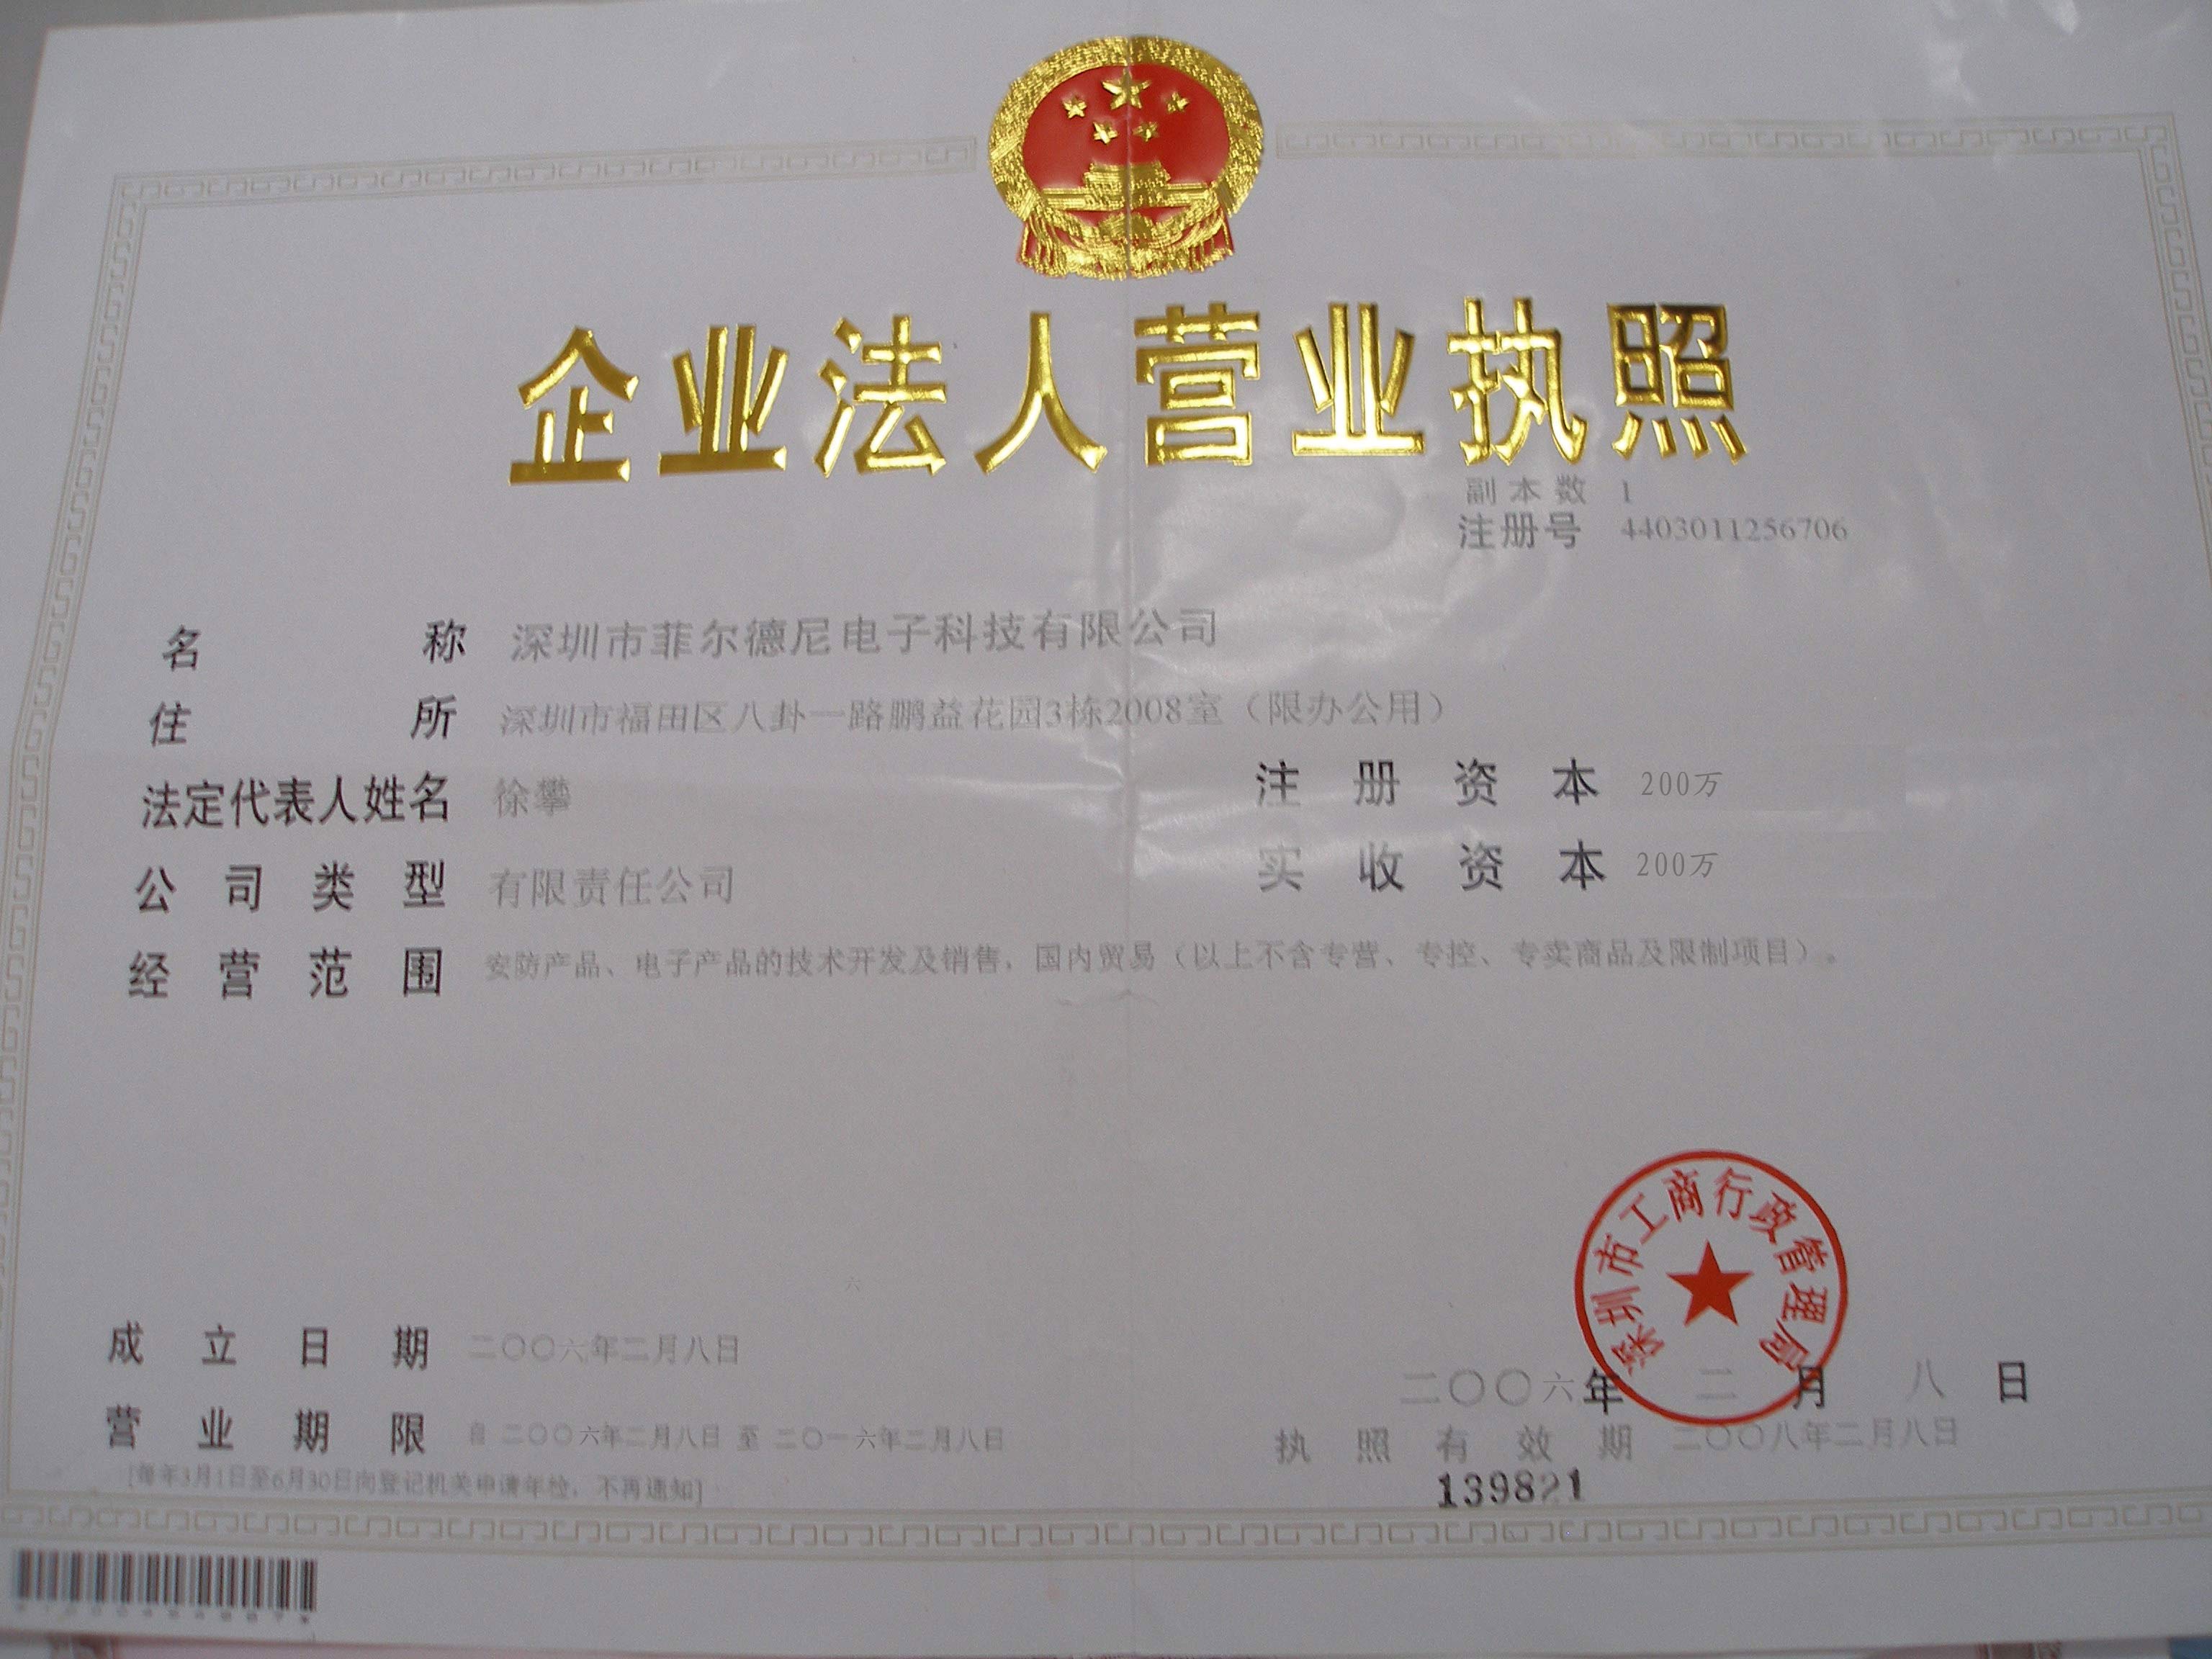 企业法人营业执照
副本数 1
注册号 4403011256706
名称 深圳市菲尔德尼电子科技有限公司
住所 深圳市福田区八卦一路鹏益花园3栋2008室（限办公用）
法定代表人姓名 徐攀
注册资本 200万
公司类型 有限责任公司
实收资本 200万
经营范围 安防产品、电子产品的技术开发及销售，国内贸易（以上不含专营、专控、专卖商品及限制项目）。
深圳市工商行政管理局
成立日期 二〇〇六年二月八日
二〇〇六年 二月 八日
营业期限 自 二〇〇六年二月八日 至 二〇一六年二月八日
执照有效期 二〇〇八年二月八日
[每年3月1日至6月30日向登记机关申请年检，不再通知]
139821